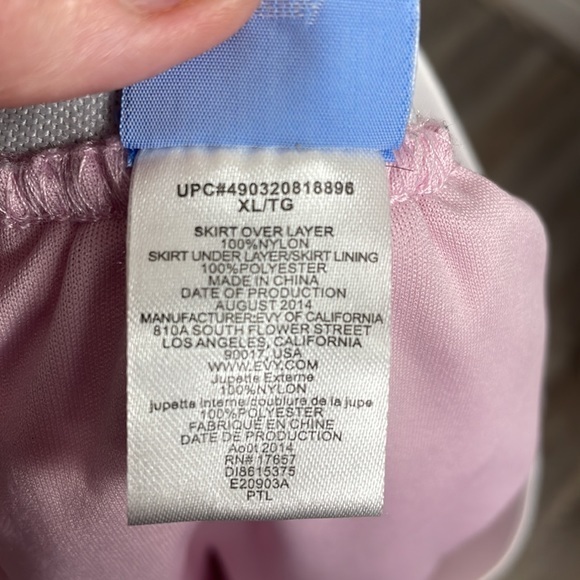 UPC#490320818896
XL/TG
SKIRT OVER LAYER
100%NYLON
SKIRT UNDER LAYER/SKIRT LINING
100%POLYESTER
MADE IN CHINA
DATE OF PRODUCTION
AUGUST 2014
MANUFACTURER:EVY OF CALIFORNIA
810A SOUTH FLOWER STREET
LOS ANGELES, CALIFORNIA
90017, USA
WWW.EVY.COM
Jupette Externe
100%NYLON
jupette interne/doublure de la jupe
100%POLYESTER
FABRIQUÉ EN CHINE
DATE DE PRODUCTION
Août 2014
RN# 17657
DI8615375
E20903A
PTL